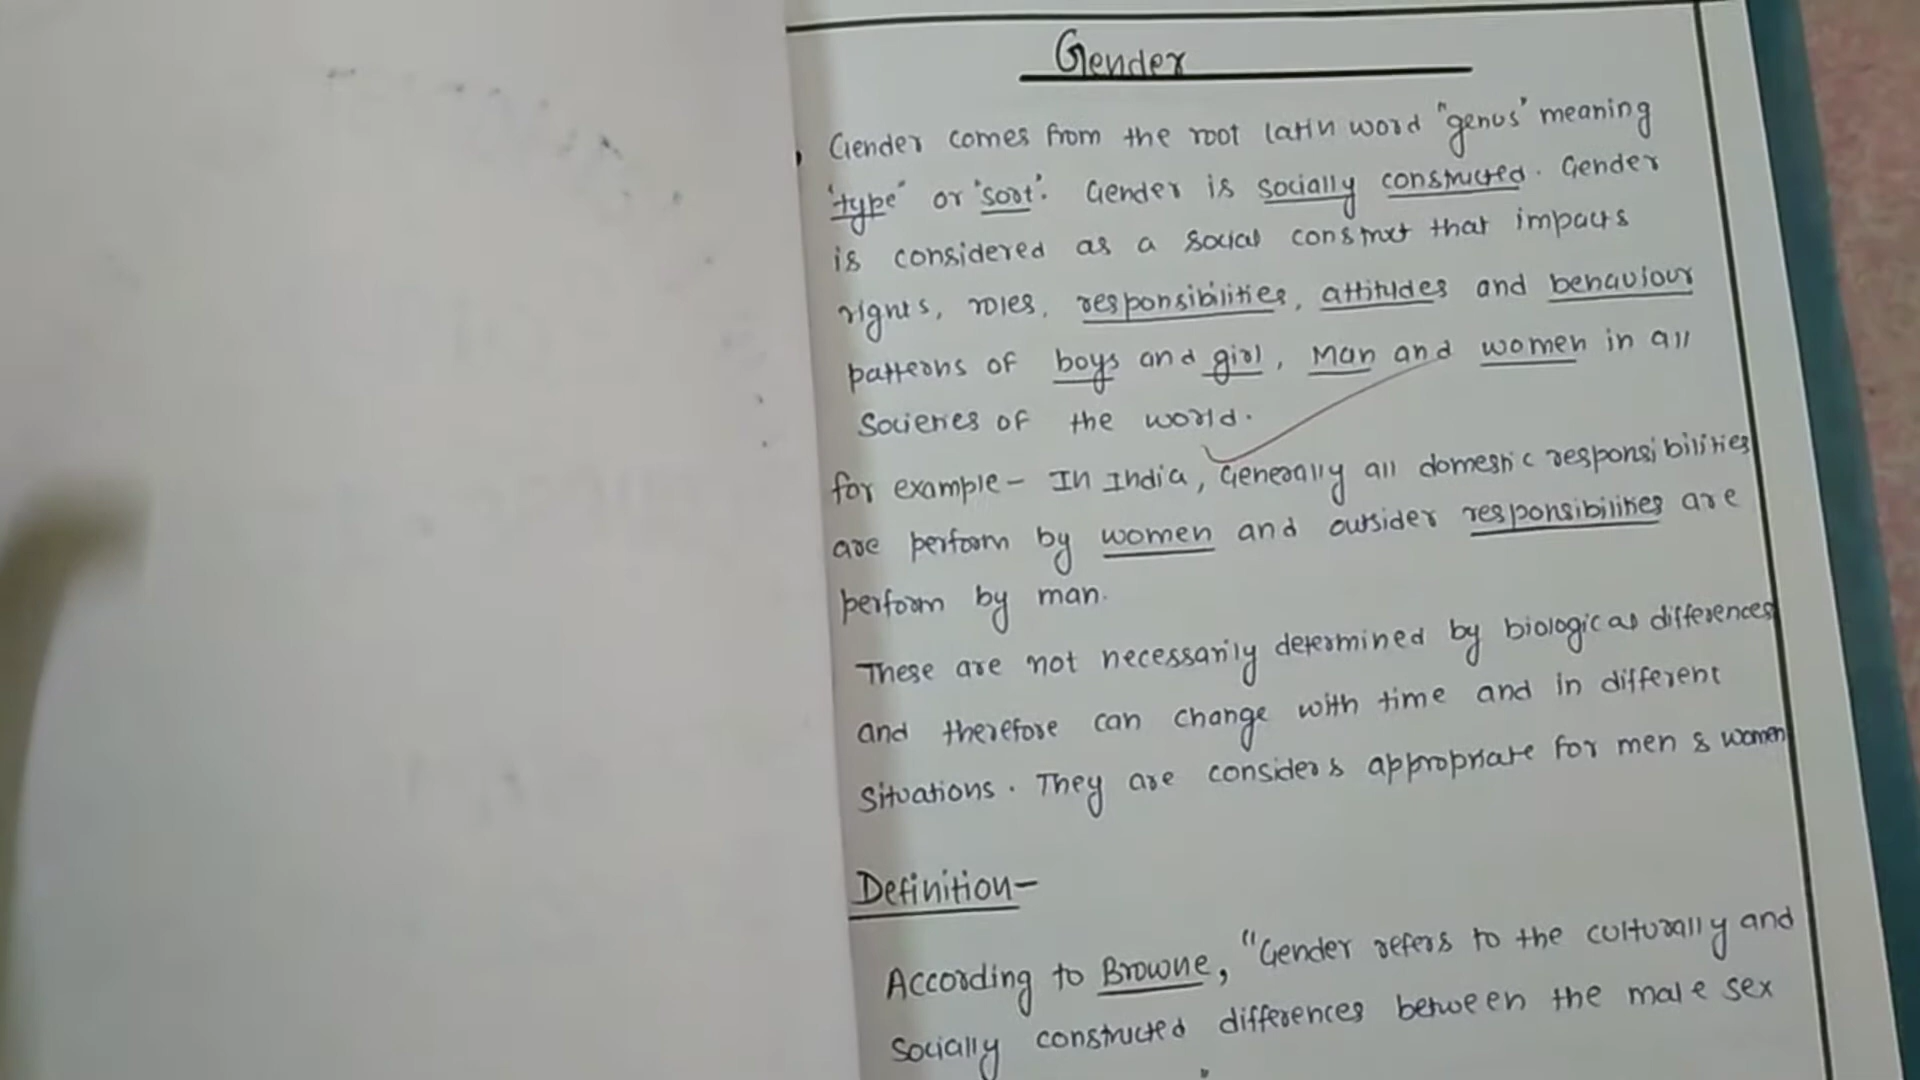 Gender
Gender comes from the root latin word "genus" meaning
"type" or "sort". Gender is socially constructed. Gender
is considered as a social construct that impacts
rights, roles, responsibilities, attitudes and behaviour
patterns of boys and girl, Man and women in all
Societies of the world.
for example - In India, Generally all domestic responsibilities
are perform by women and outsider responsibilities are
perform by man.
These are not necessarily determined by biological differences
and therefore can change with time and in different
situations. They are considers appropriate for men & women
Definition-
According to Browne, "Gender refers to the culturally and
socially constructed differences between the male sex